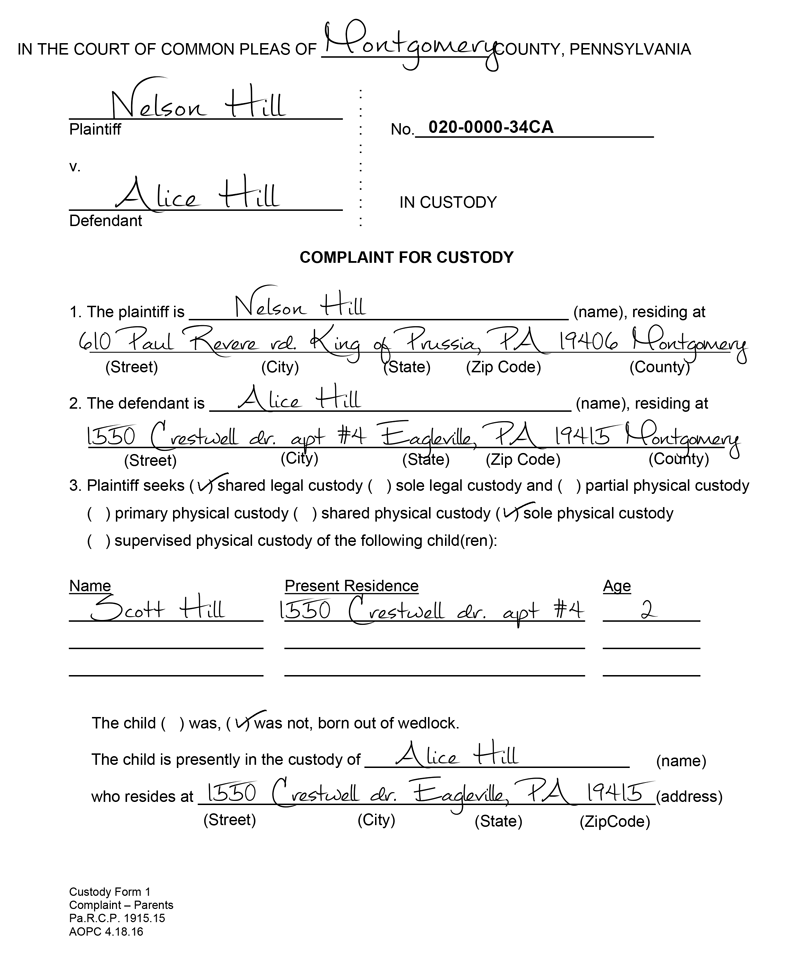 IN THE COURT OF COMMON PLEAS OF Montgomery COUNTY, PENNSYLVANIA
Nelson Hill
Plaintiff
No. 020-0000-34CA
v.
Alice Hill
IN CUSTODY
Defendant
COMPLAINT FOR CUSTODY
1. The plaintiff is Nelson Hill (name), residing at
610 Paul Revere rd. King of Prussia, PA 19406 Montgomery
(Street) (City) (State) (Zip Code) (County)
2. The defendant is Alice Hill (name), residing at
1550 Crestwell dr. apt #4 Eagleville, PA 19415 Montgomery
(Street) (City) (State) (Zip Code) (County)
3. Plaintiff seeks (✓) shared legal custody ( ) sole legal custody and ( ) partial physical custody
( ) primary physical custody ( ) shared physical custody (✓) sole physical custody
( ) supervised physical custody of the following child(ren):
Name Present Residence Age
Scott Hill 1550 Crestwell dr. apt #4 2
The child ( ) was, (✓) was not, born out of wedlock.
The child is presently in the custody of Alice Hill (name)
who resides at 1550 Crestwell dr. Eagleville, PA 19415 (address)
(Street) (City) (State) (ZipCode)
Custody Form 1
Complaint – Parents
Pa.R.C.P. 1915.15
AOPC 4.18.16